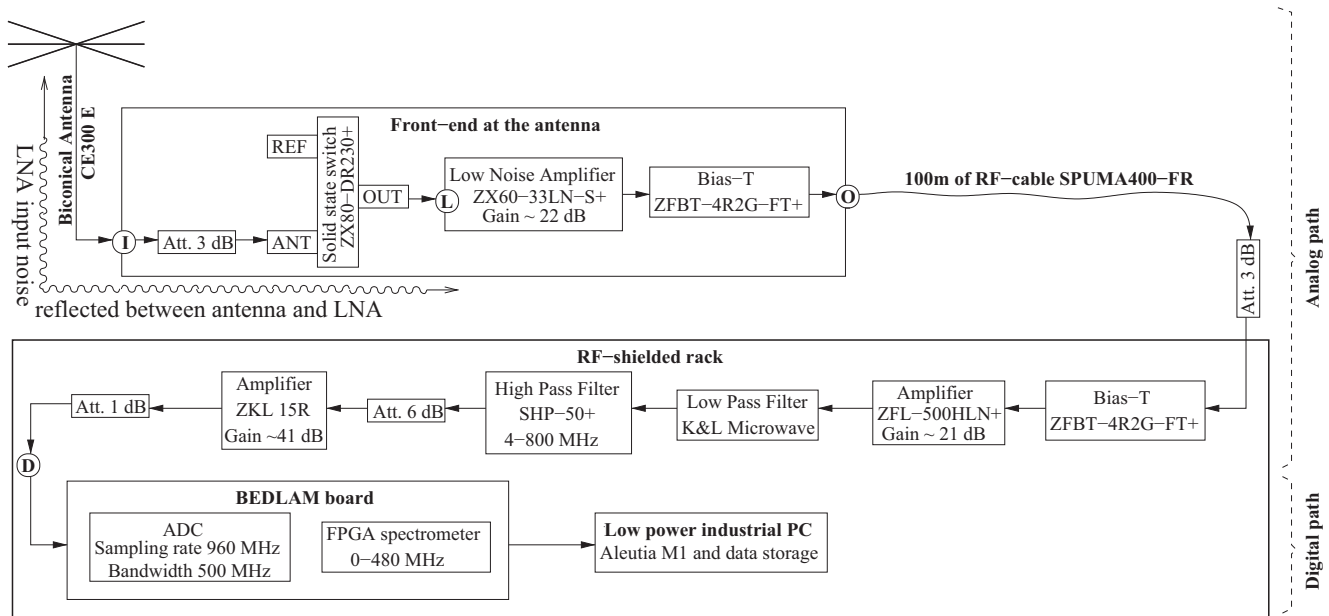 Biconical Antenna
CE300 E
LNA input noise
reflected between antenna and LNA
Front−end at the antenna
I
Att. 3 dB
REF
ANT
Solid state switch
ZX80−DR230+
OUT
L
Low Noise Amplifier
ZX60−33LN−S+
Gain ~ 22 dB
Bias−T
ZFBT−4R2G−FT+
O
100m of RF−cable SPUMA400−FR
Att. 3 dB
Analog path
RF−shielded rack
Bias−T
ZFBT−4R2G−FT+
Amplifier
ZFL−500HLN+
Gain ~ 21 dB
Low Pass Filter
K&L Microwave
High Pass Filter
SHP−50+
4−800 MHz
Att. 6 dB
Amplifier
ZKL 15R
Gain ~41 dB
Att. 1 dB
D
BEDLAM board
ADC
Sampling rate 960 MHz
Bandwidth 500 MHz
FPGA spectrometer
0−480 MHz
Low power industrial PC
Aleutia M1 and data storage
Digital path